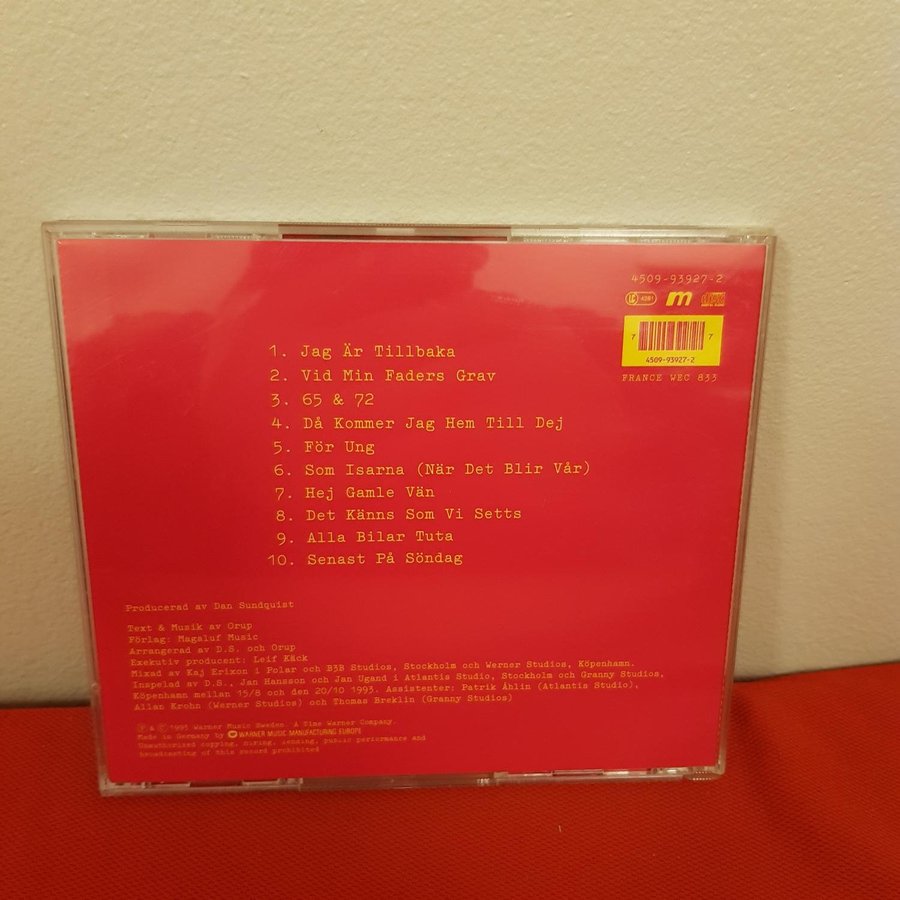 4509-93927-2
LC 4281 m
7 7
4509-93927-2
FRANCE WEC 833
1. Jag Är Tillbaka
2. Vid Min Faders Grav
3. 65 & 72
4. Då Kommer Jag Hem Till Dej
5. För Ung
6. Som Isarna (När Det Blir Vår)
7. Hej Gamle Vän
8. Det Känns Som Vi Setts
9. Alla Bilar Tuta
10. Senast På Söndag
Producerad av Dan Sundquist
Text & Musik av Orup
Förlag: Magaluf Music
Arrangerad av D.S. och Orup
Exekutiv producent: Leif Käck
Mixad av Kaj Erixon i Polar och B3B Studios, Stockholm och Werner Studios, Köpenhamn.
Inspelad av D.S., Jan Hansson och Jan Ugand i Atlantis Studio, Stockholm och Granny Studios,
Köpenhamn mellan 15/8 och den 20/10 1993. Assistenter: Patrik Åhlin (Atlantis Studio),
Allan Krohn (Werner Studios) och Thomas Breklin (Granny Studios)
℗ & © 1993 Warner Music Sweden. A Time Warner Company.
Made in Germany by WARNER MUSIC MANUFACTURING EUROPE
Unauthorized copying, hiring, lending, public performance and
broadcasting of this record prohibited